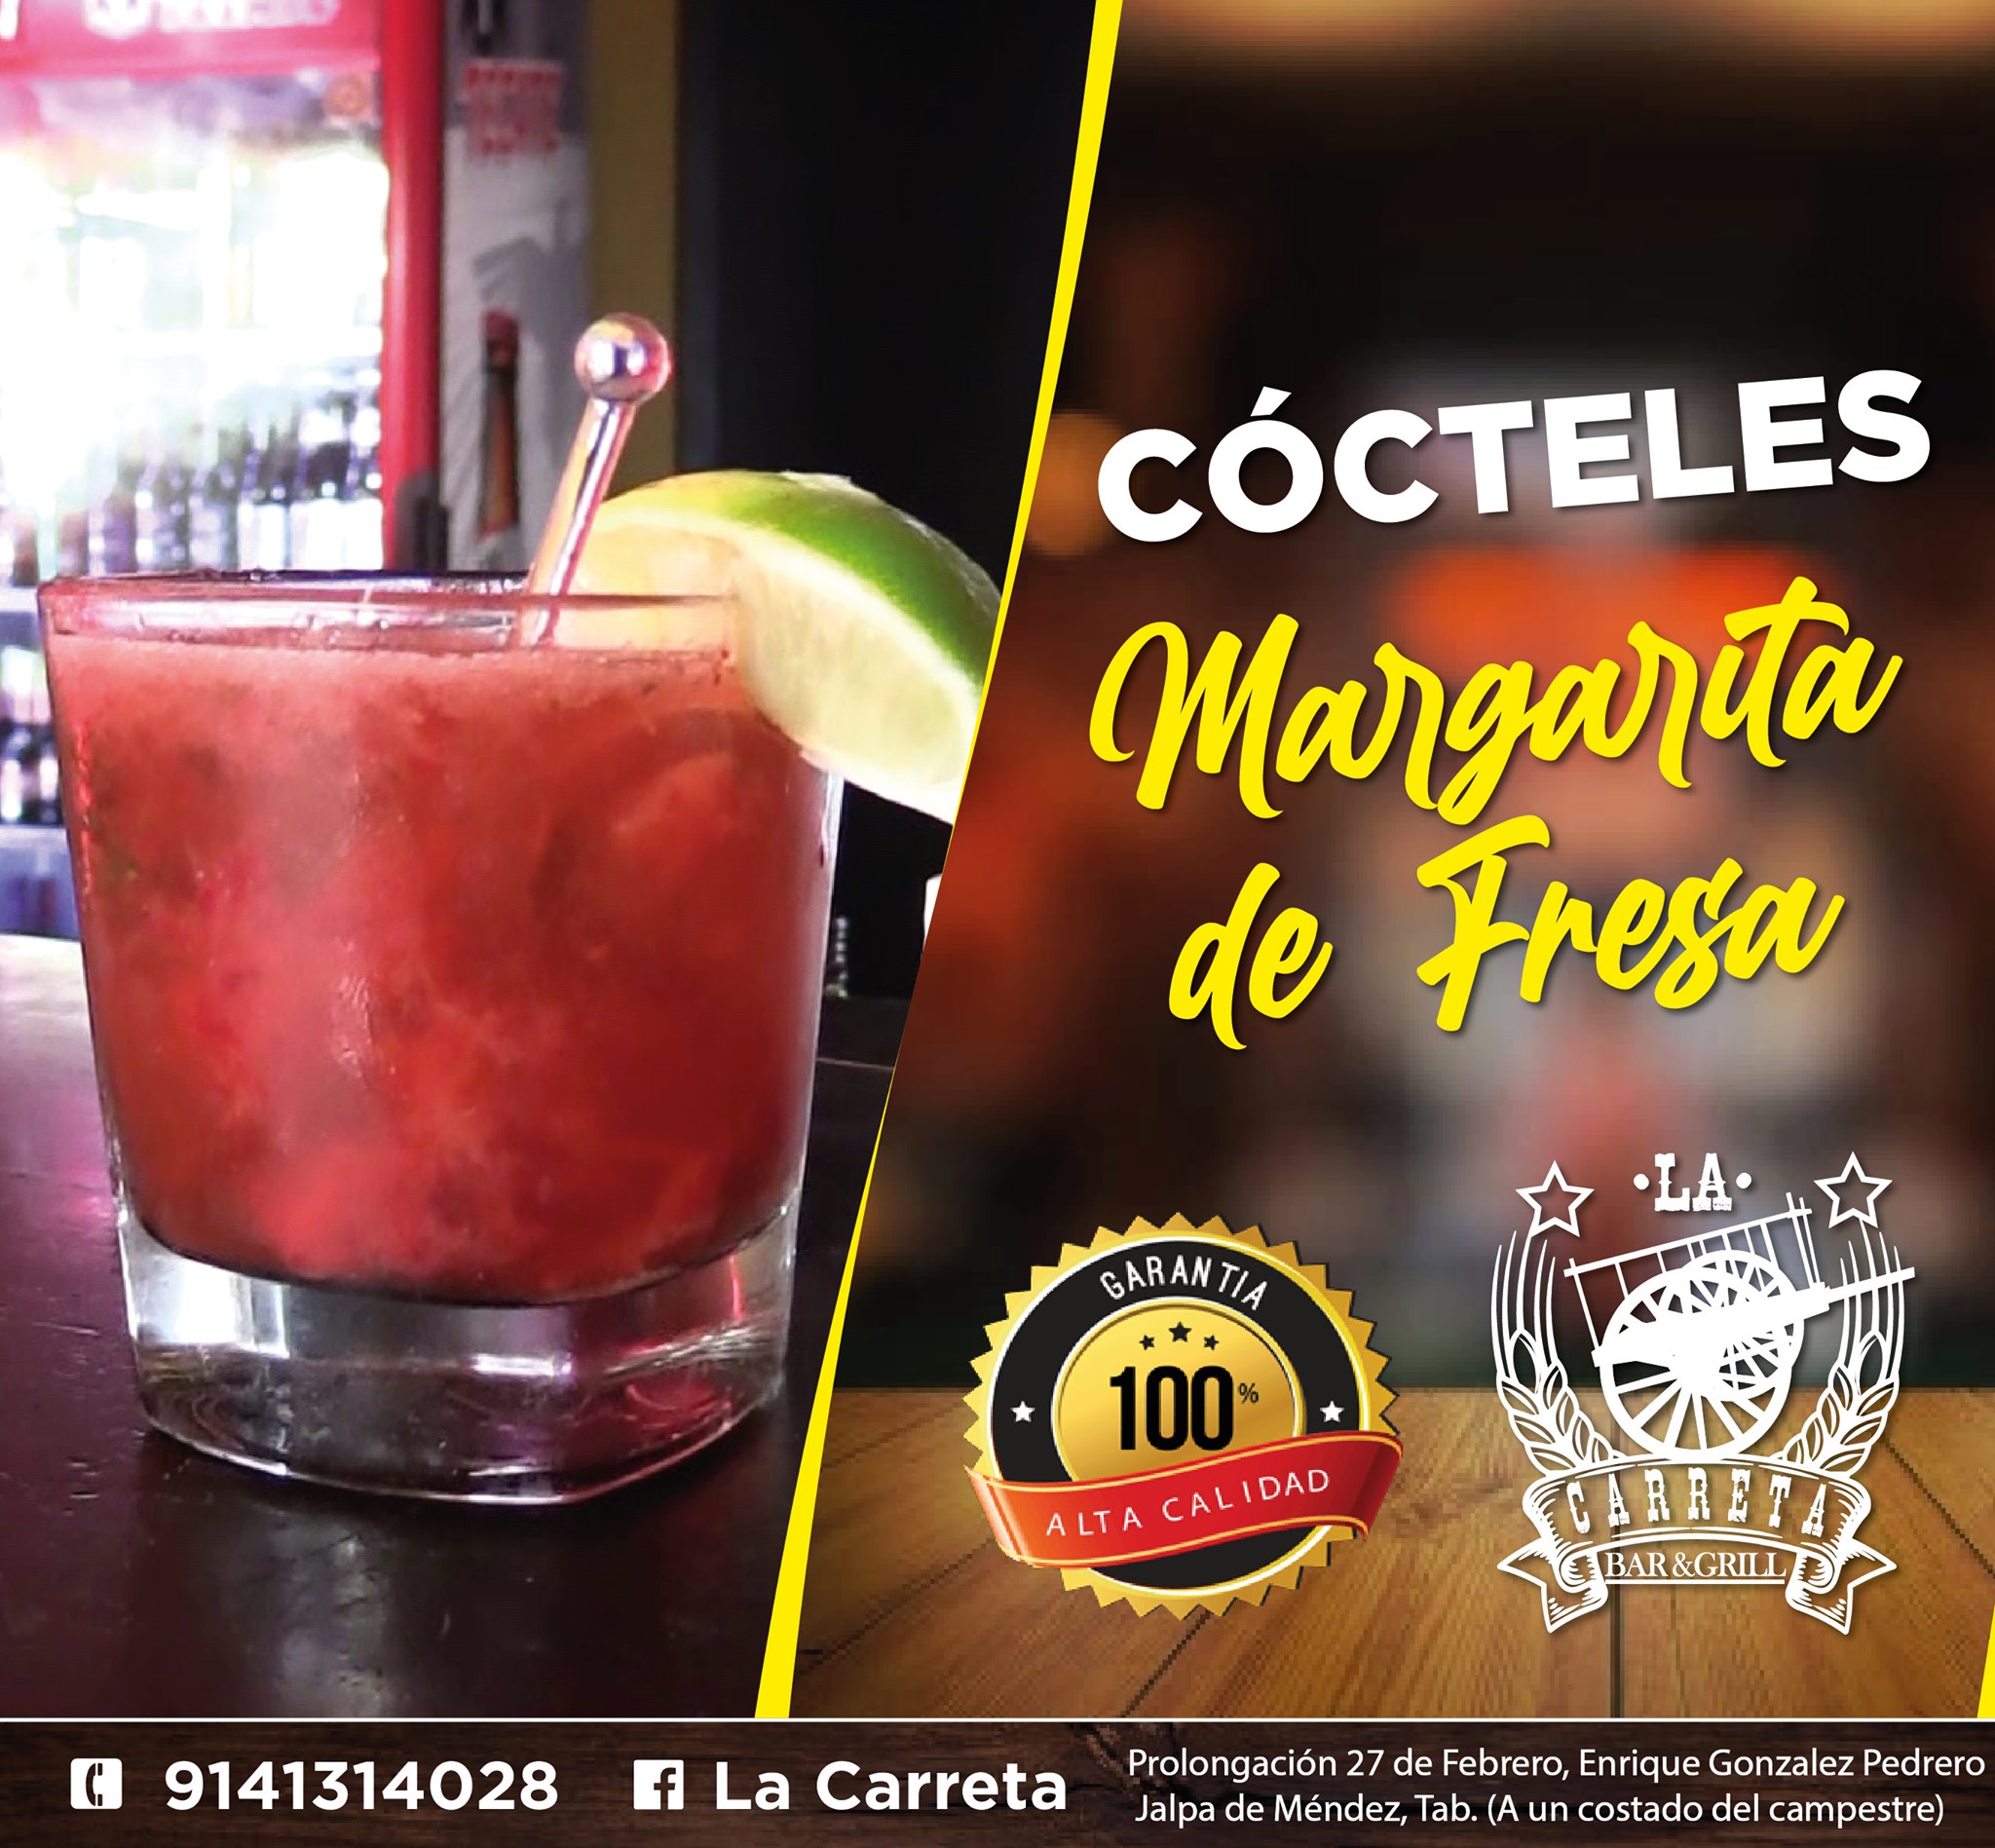 CÓCTELES
Margarita
de Fresa
GARANTIA
100%
ALTA CALIDAD
·LA·
CARRETA
BAR&GRILL
9141314028
La Carreta
Prolongación 27 de Febrero, Enrique Gonzalez Pedrero
Jalpa de Méndez, Tab. (A un costado del campestre)